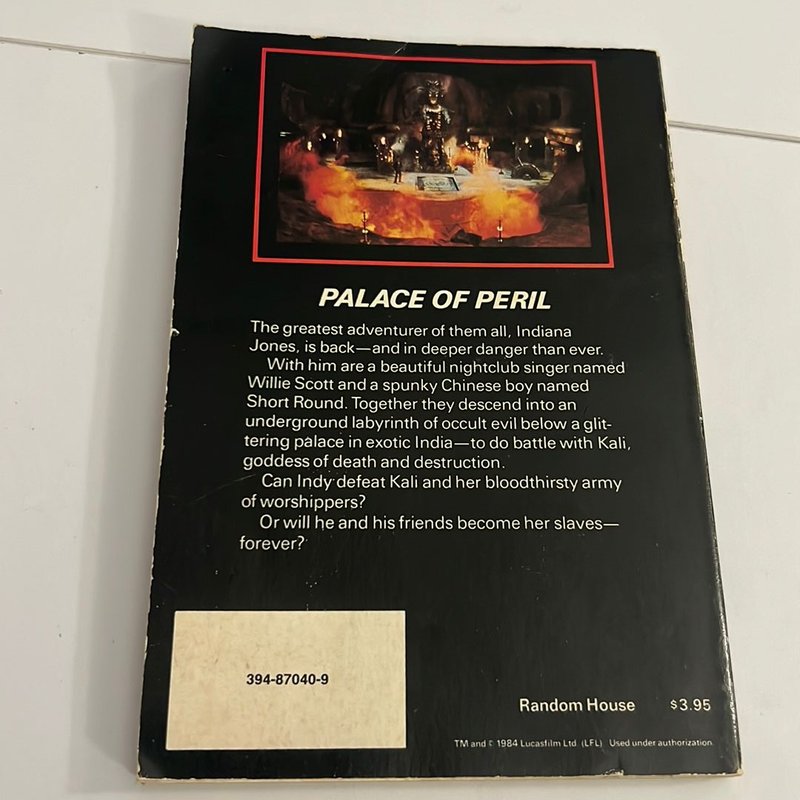 PALACE OF PERIL
The greatest adventurer of them all, Indiana
Jones, is back—and in deeper danger than ever.
With him are a beautiful nightclub singer named
Willie Scott and a spunky Chinese boy named
Short Round. Together they descend into an
underground labyrinth of occult evil below a glit-
tering palace in exotic India—to do battle with Kali,
goddess of death and destruction.
Can Indy defeat Kali and her bloodthirsty army
of worshippers?
Or will he and his friends become her slaves—
forever?
394-87040-9
Random House $3.95
TM and © 1984 Lucasfilm Ltd. (LFL) Used under authorization.